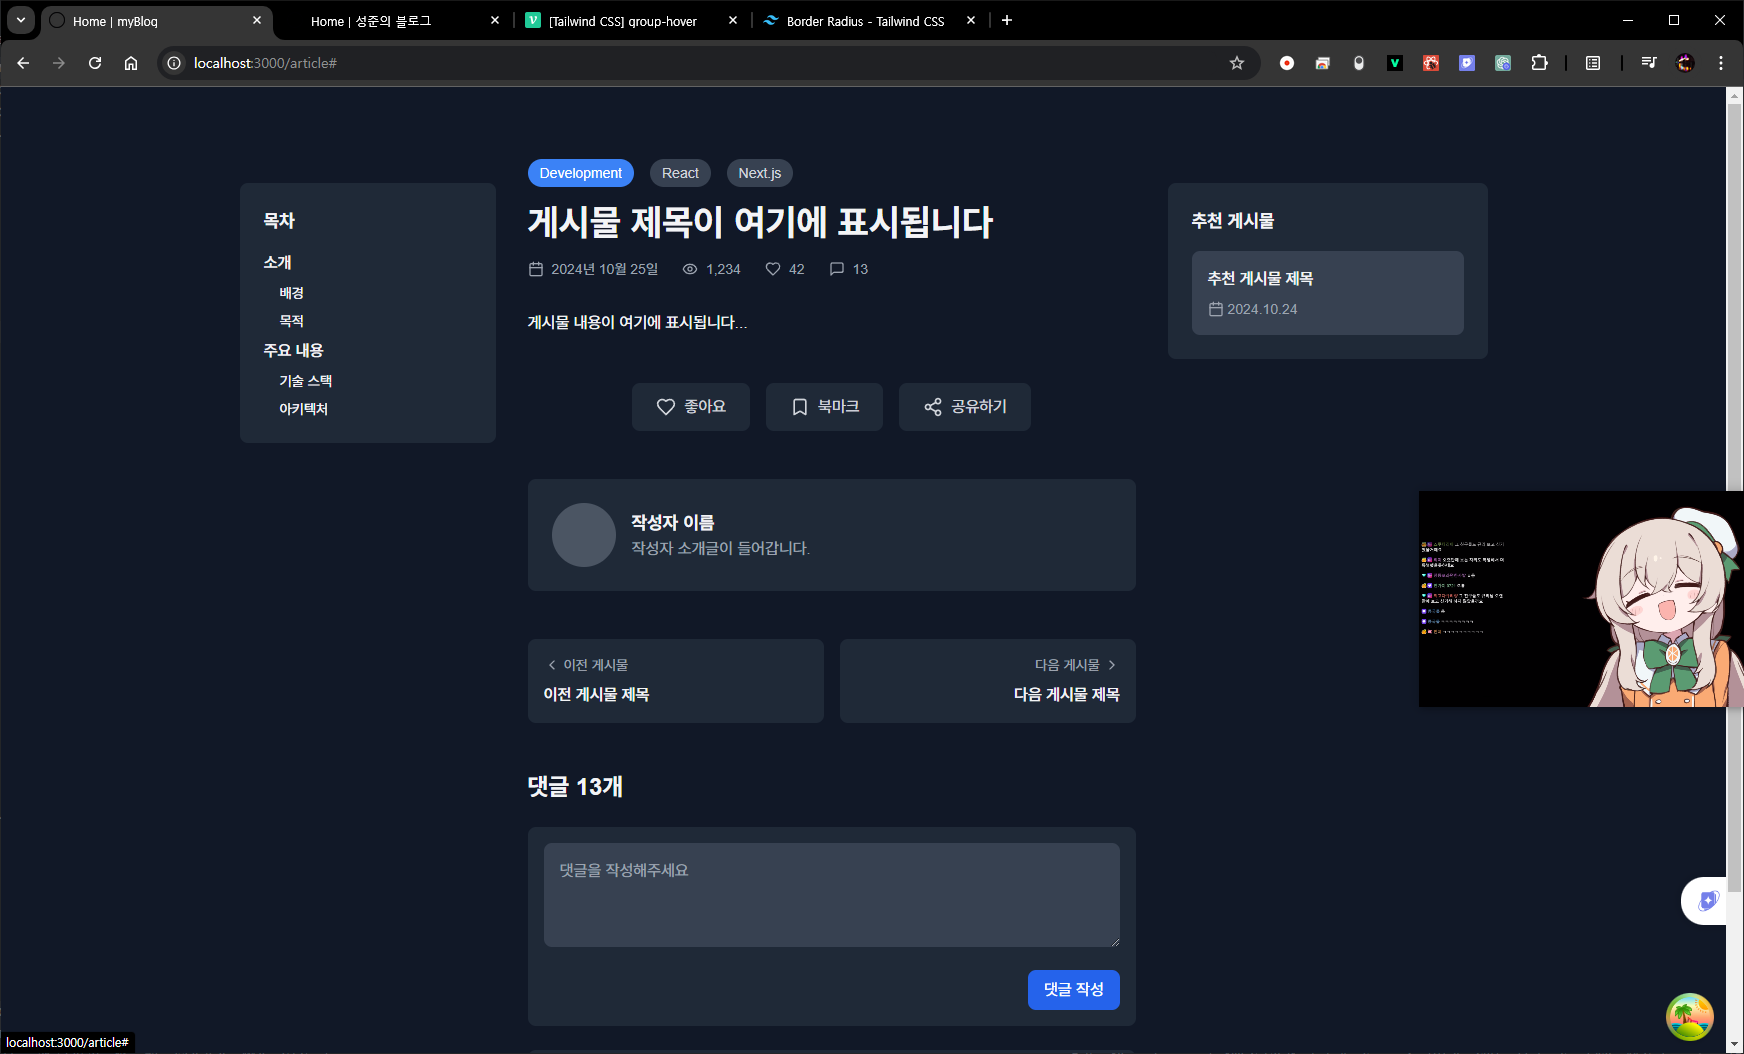 Home | myBlog
Home | 성준의 블로그
[Tailwind CSS] group-hover
Border Radius - Tailwind CSS
localhost:3000/article#
목차
소개
배경
목적
주요 내용
기술 스택
아키텍처
Development
React
Next.js
게시물 제목이 여기에 표시됩니다
2024년 10월 25일
1,234
42
13
게시물 내용이 여기에 표시됩니다...
좋아요
북마크
공유하기
작성자 이름
작성자 소개글이 들어갑니다.
이전 게시물
이전 게시물 제목
다음 게시물
다음 게시물 제목
댓글 13개
댓글을 작성해주세요
댓글 작성
추천 게시물
추천 게시물 제목
2024.10.24
localhost:3000/article#